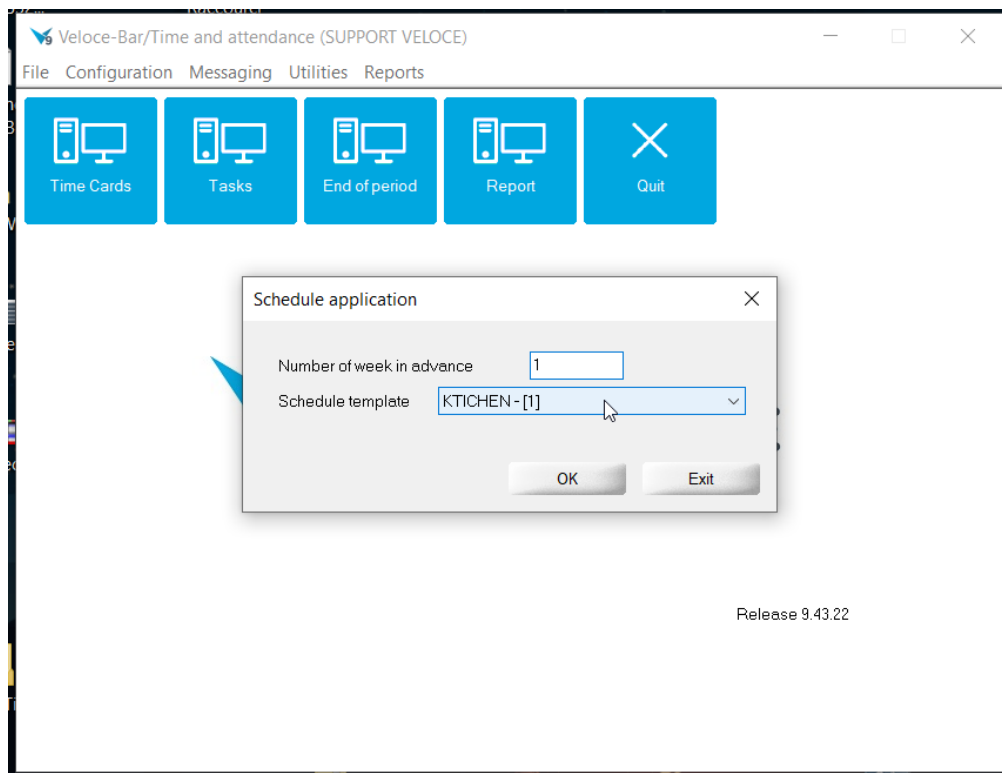 Veloce-Bar/Time and attendance (SUPPORT VELOCE)
File Configuration Messaging Utilities Reports
Time Cards Tasks End of period Report Quit
Schedule application
Number of week in advance 1
Schedule template KTICHEN - [1]
OK Exit
Release 9.43.22